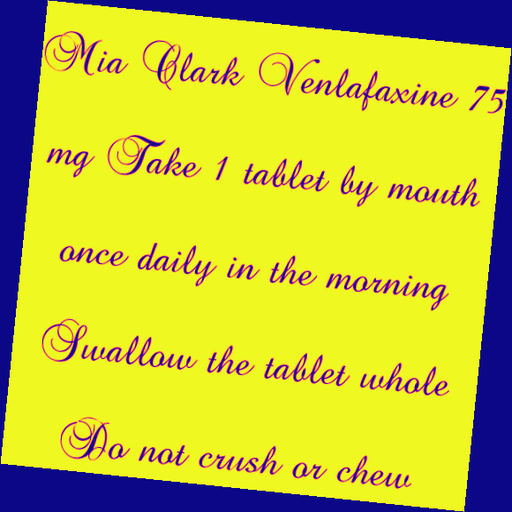 Mia Clark Venlafaxine 75
mg Take 1 tablet by mouth
once daily in the morning
Swallow the tablet whole
Do not crush or chew